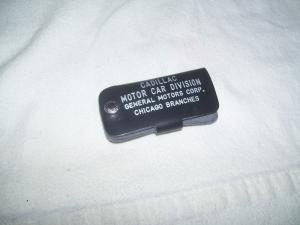 CADILLAC
MOTOR CAR DIVISION
GENERAL MOTORS CORP.
CHICAGO BRANCHES